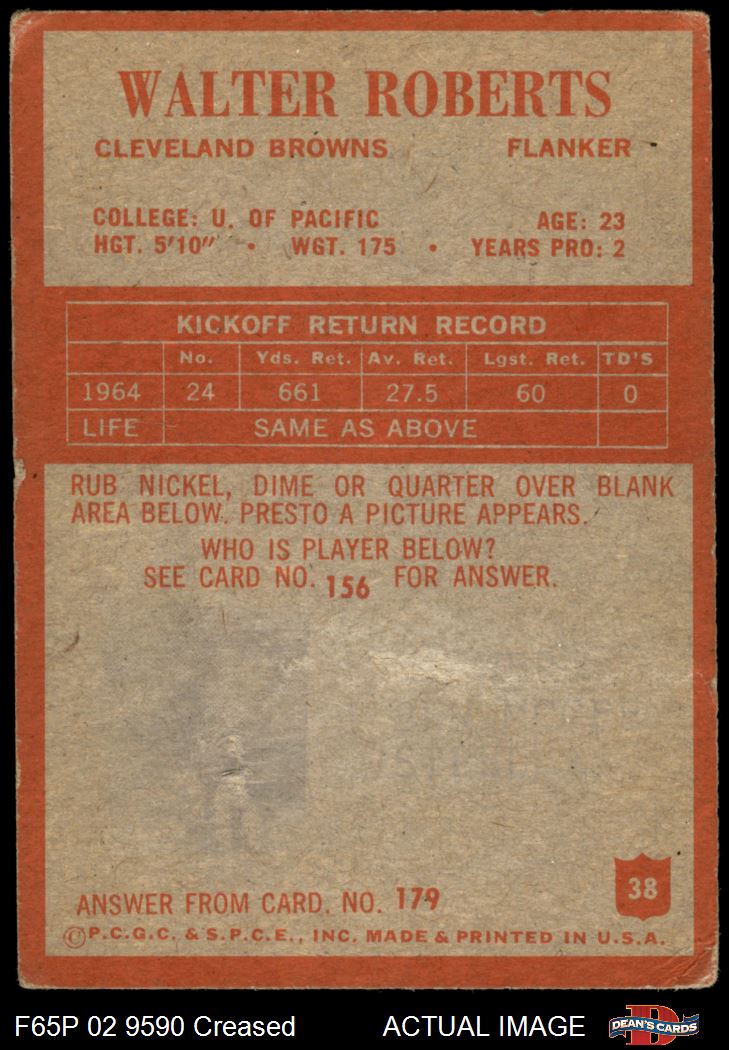 WALTER ROBERTS
CLEVELAND BROWNS FLANKER
COLLEGE: U. OF PACIFIC AGE: 23
HGT. 5'10" • WGT. 175 • YEARS PRO: 2
KICKOFF RETURN RECORD
No. Yds. Ret. Av. Ret. Lgst. Ret. TD'S
1964 24 661 27.5 60 0
LIFE SAME AS ABOVE
RUB NICKEL, DIME OR QUARTER OVER BLANK
AREA BELOW. PRESTO A PICTURE APPEARS.
WHO IS PLAYER BELOW?
SEE CARD NO. 156 FOR ANSWER.
38
ANSWER FROM CARD. NO. 179
©P.C.G.C. & S.P.C.E., INC. MADE & PRINTED IN U.S.A.
F65P 02 9590 Creased ACTUAL IMAGE
D
DEAN'S CARDS